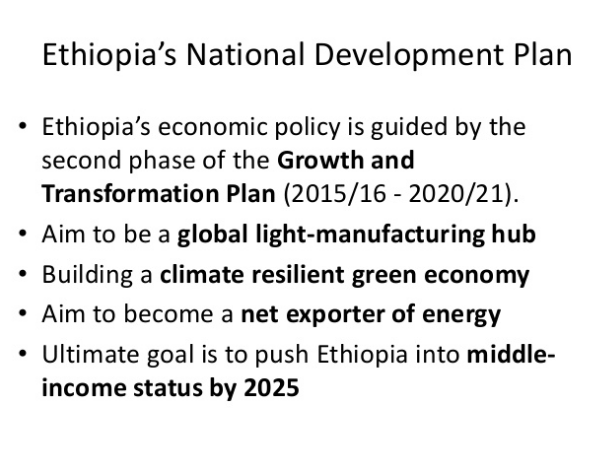 Ethiopia’s National Development Plan
• Ethiopia’s economic policy is guided by the
second phase of the Growth and
Transformation Plan (2015/16 - 2020/21).
• Aim to be a global light-manufacturing hub
• Building a climate resilient green economy
• Aim to become a net exporter of energy
• Ultimate goal is to push Ethiopia into middle-
income status by 2025